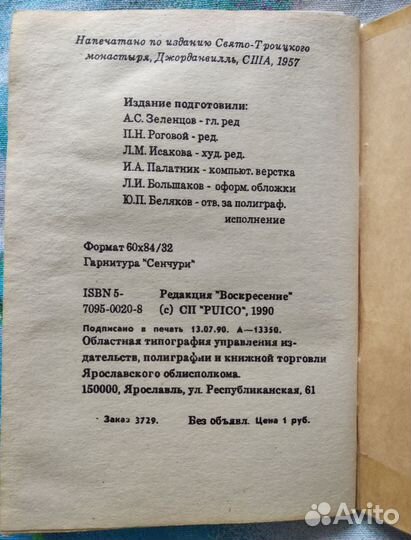 Напечатано по изданию Свято-Троицкого
монастыря, Джорданвилль, США, 1957
Издание подготовили:
А.С. Зеленцов - гл. ред
П.Н. Роговой - ред.
Л.М. Исакова - худ. ред.
И.А. Палатник - компьют. верстка
Л.И. Большаков - оформ. обложки
Ю.П. Беляков - отв. за полиграф.
исполнение
Формат 60х84/32
Гарнитура "Сенчури"
ISBN 5-
7095-0020-8
Редакция "Воскресение"
(с) СП "PUICO", 1990
Подписано в печать 13.07.90. А—13350.
Областная типография управления из-
дательств, полиграфии и книжной торговли
Ярославского облисполкома.
150000, Ярославль, ул. Республиканская, 61
Заказ 3729. Без объявл. Цена 1 руб.
Avito